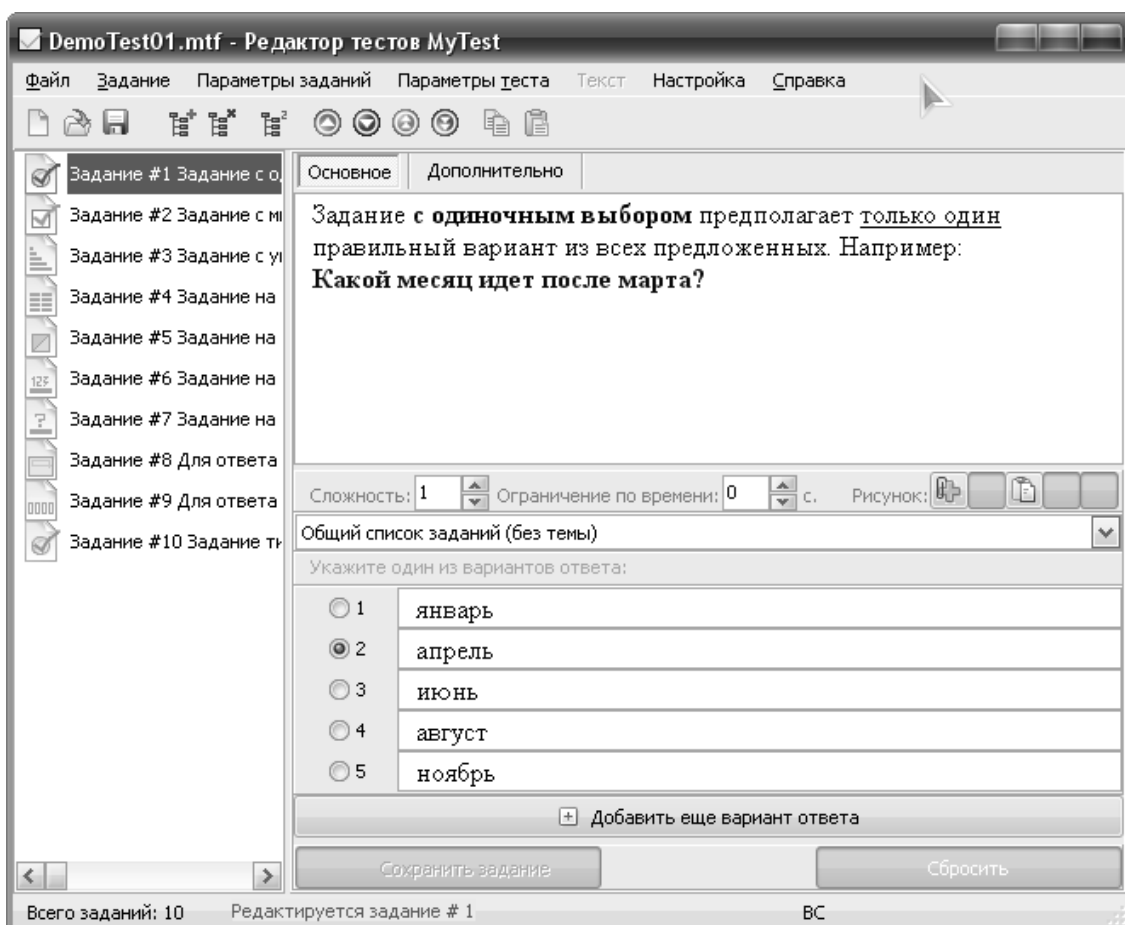 DemoTest01.mtf - Редактор тестов MyTest
Файл Задание Параметры заданий Параметры теста Текст Настройка Справка
Задание #1 Задание с о
Задание #2 Задание с м
Задание #3 Задание с у
Задание #4 Задание на
Задание #5 Задание на
Задание #6 Задание на
Задание #7 Задание на
Задание #8 Для ответа
Задание #9 Для ответа
Задание #10 Задание ти
Основное Дополнительно
Задание с одиночным выбором предполагает только один
правильный вариант из всех предложенных. Например:
Какой месяц идет после марта?
Сложность: 1 Ограничение по времени: 0 с. Рисунок:
Общий список заданий (без темы)
Укажите один из вариантов ответа:
1 январь
2 апрель
3 июнь
4 август
5 ноябрь
Добавить еще вариант ответа
Сохранить задание Сбросить
Всего заданий: 10 Редактируется задание # 1 ВС